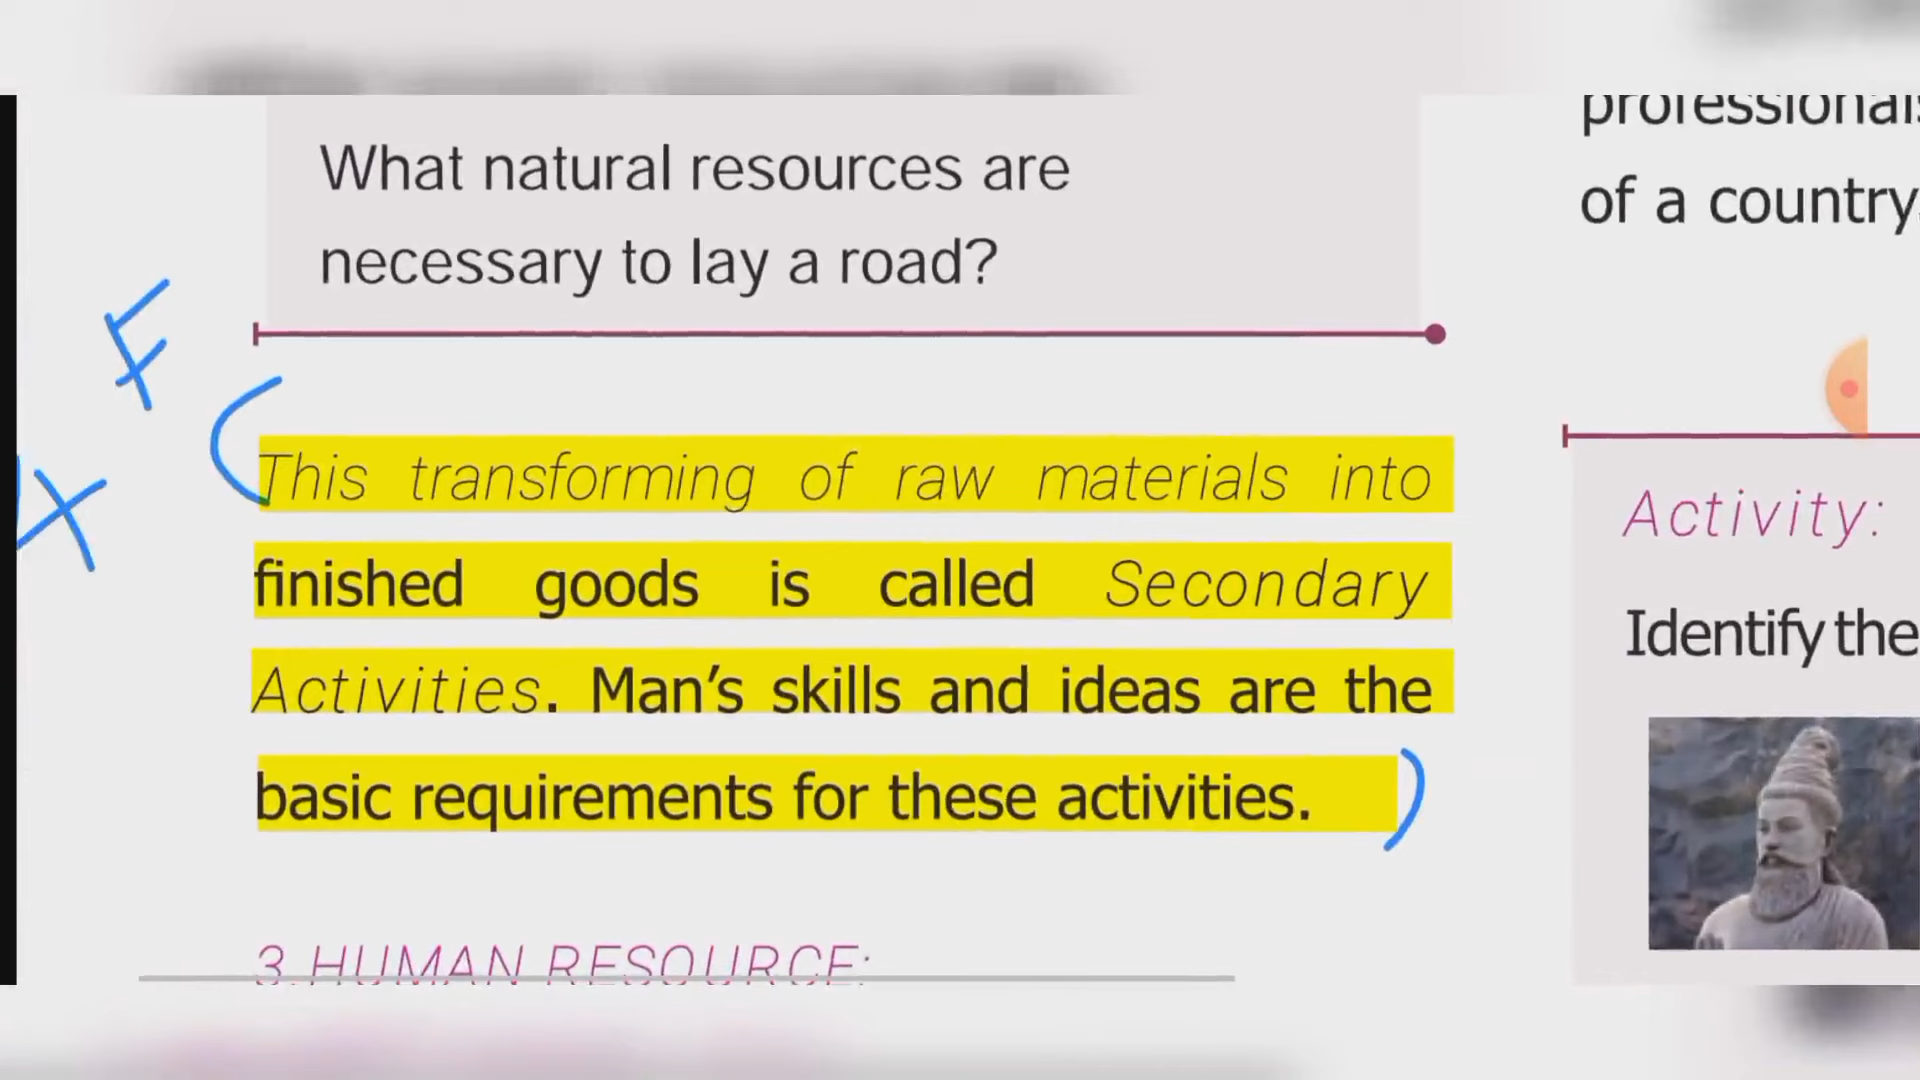 What natural resources are
necessary to lay a road?
F
X
This transforming of raw materials into
finished goods is called Secondary
Activities. Man's skills and ideas are the
basic requirements for these activities.
3.HUMAN RESOURCE:
professionals
of a country.
Activity:
Identify the